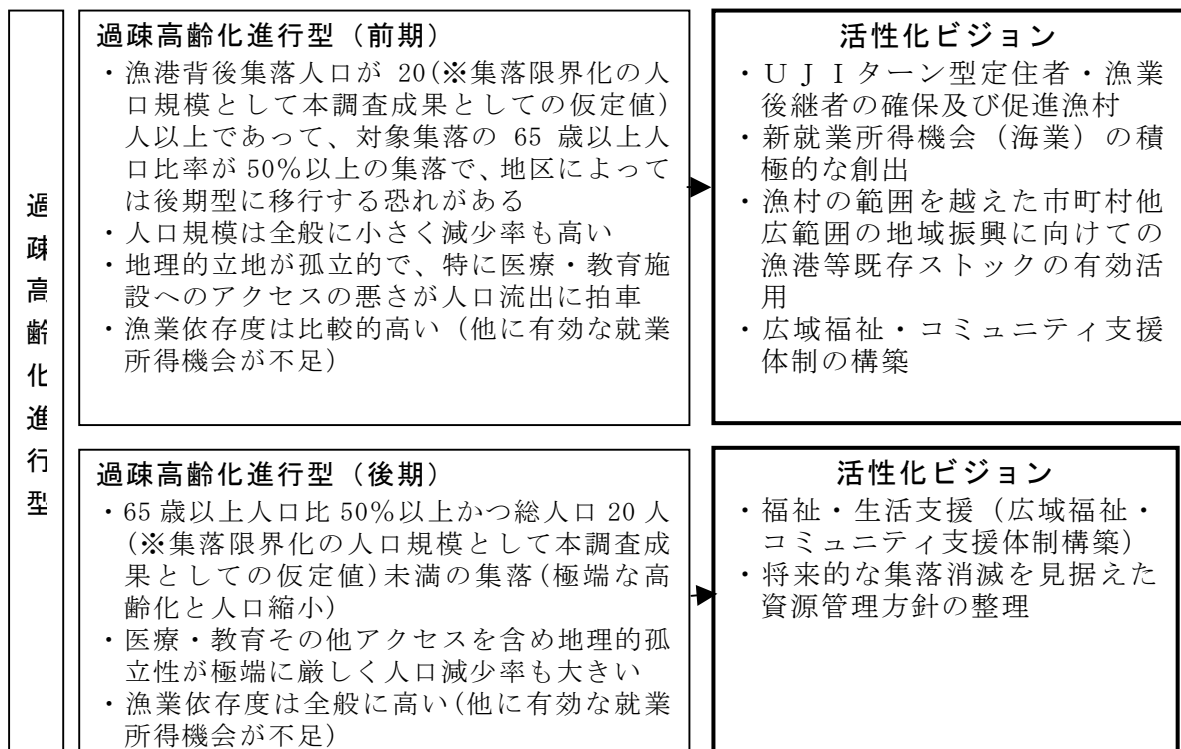 過疎高齢化進行型
過疎高齢化進行型（前期）
・漁港背後集落人口が 20(※集落限界化の人
口規模として本調査成果としての仮定値)
人以上であって、対象集落の 65 歳以上人
口比率が 50％以上の集落で、地区によって
は後期型に移行する恐れがある
・人口規模は全般に小さく減少率も高い
・地理的立地が孤立的で、特に医療・教育施
設へのアクセスの悪さが人口流出に拍車
・漁業依存度は比較的高い（他に有効な就業
所得機会が不足）
活性化ビジョン
・ＵＪＩターン型定住者・漁業
後継者の確保及び促進漁村
・新就業所得機会（海業）の積
極的な創出
・漁村の範囲を越えた市町村他
広範囲の地域振興に向けての
漁港等既存ストックの有効活
用
・広域福祉・コミュニティ支援
体制の構築
過疎高齢化進行型（後期）
・65 歳以上人口比 50％以上かつ総人口 20 人
(※集落限界化の人口規模として本調査成
果としての仮定値)未満の集落(極端な高
齢化と人口縮小)
・医療・教育その他アクセスを含め地理的孤
立性が極端に厳しく人口減少率も大きい
・漁業依存度は全般に高い(他に有効な就業
所得機会が不足)
活性化ビジョン
・福祉・生活支援（広域福祉・
コミュニティ支援体制構築）
・将来的な集落消滅を見据えた
資源管理方針の整理